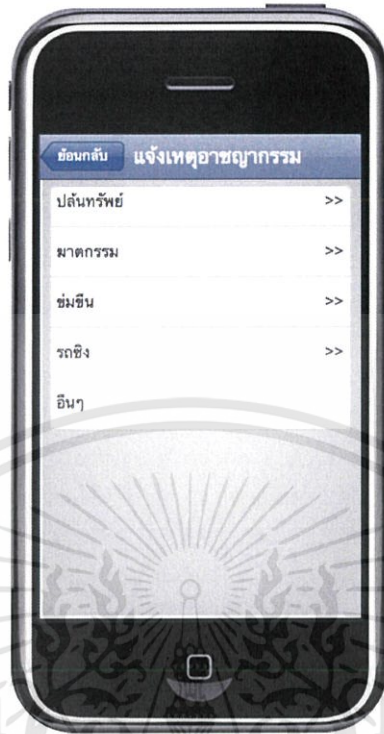 ย้อนกลับ แจ้งเหตุอาชญากรรม
ปล้นทรัพย์ >>
ฆาตกรรม >>
ข่มขืน >>
รถซิ่ง >>
อื่นๆ